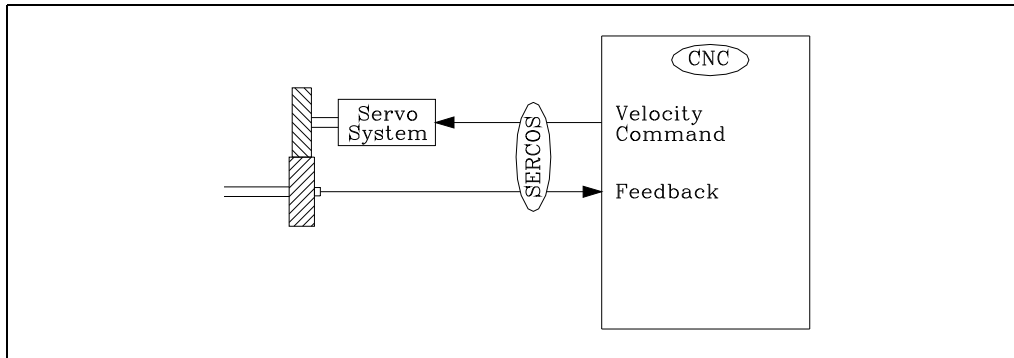 CNC
Servo
System
Velocity
Command
SERCOS
Feedback